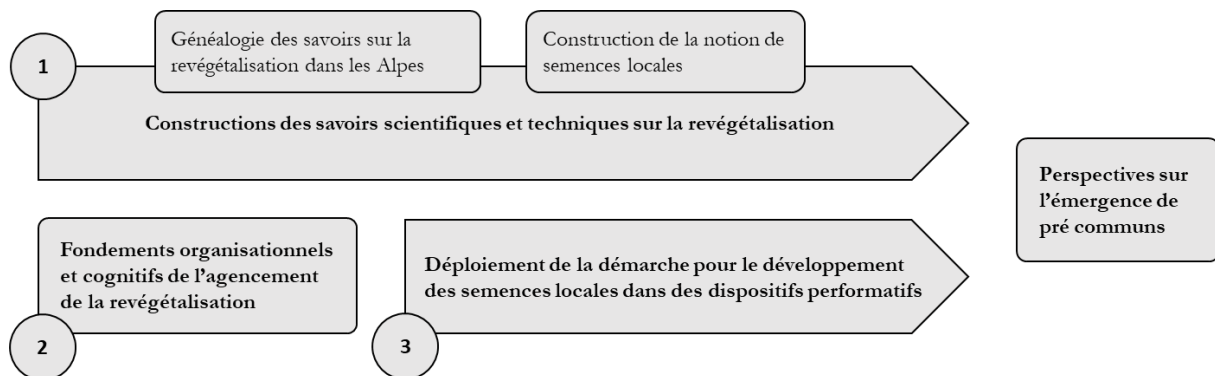 1
Généalogie des savoirs sur la
revégétalisation dans les Alpes
Construction de la notion de
semences locales
Constructions des savoirs scientifiques et techniques sur la revégétalisation
Perspectives sur
l'émergence de
pré communs
Fondements organisationnels
et cognitifs de l'agencement
de la revégétalisation
2
Déploiement de la démarche pour le développement
des semences locales dans des dispositifs performatifs
3